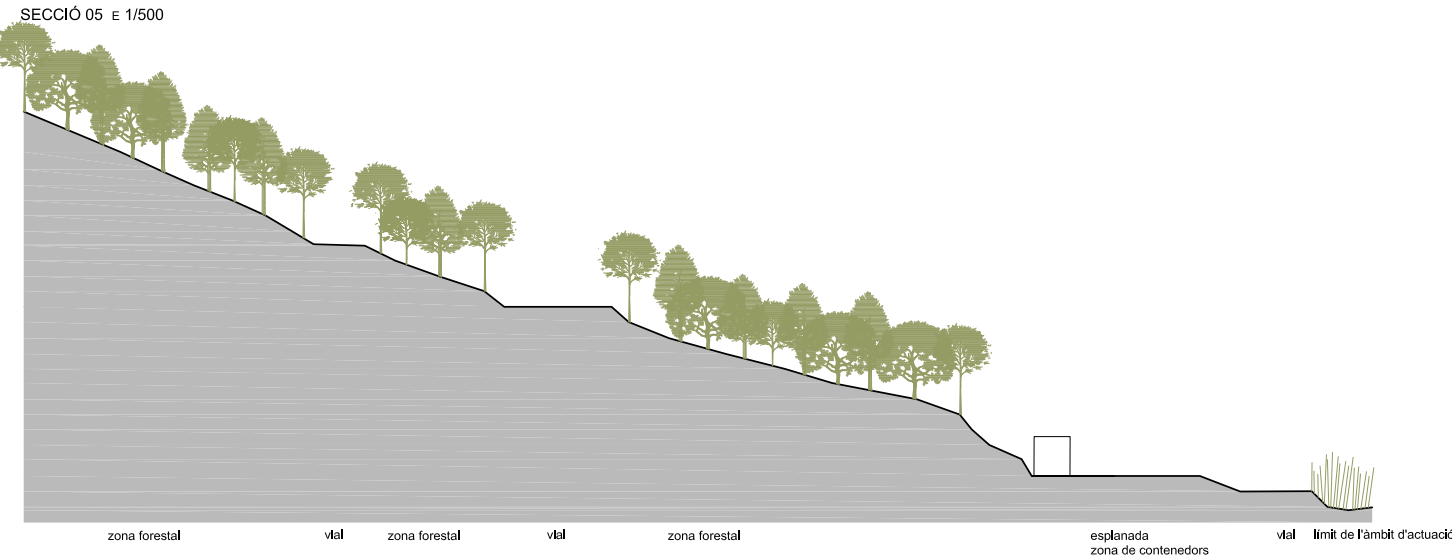 SECCIÓ 05 E 1/500
zona forestal
vial
zona forestal
vial
zona forestal
esplanada
zona de contenedors
vial
límit de l'àmbit d'actuació